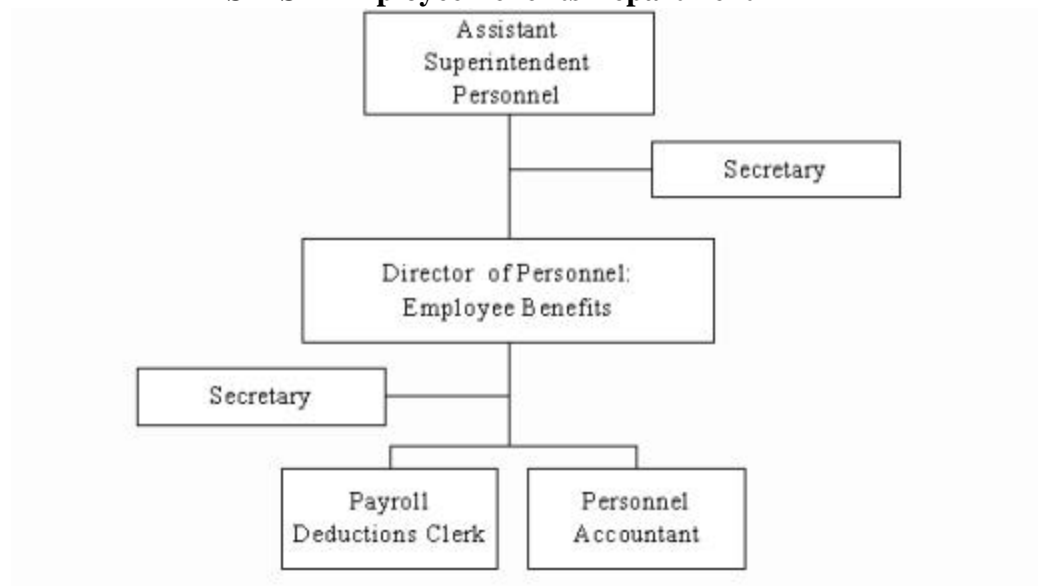 Assistant
Superintendent
Personnel
Secretary
Director of Personnel:
Employee Benefits
Secretary
Payroll
Deductions Clerk
Personnel
Accountant